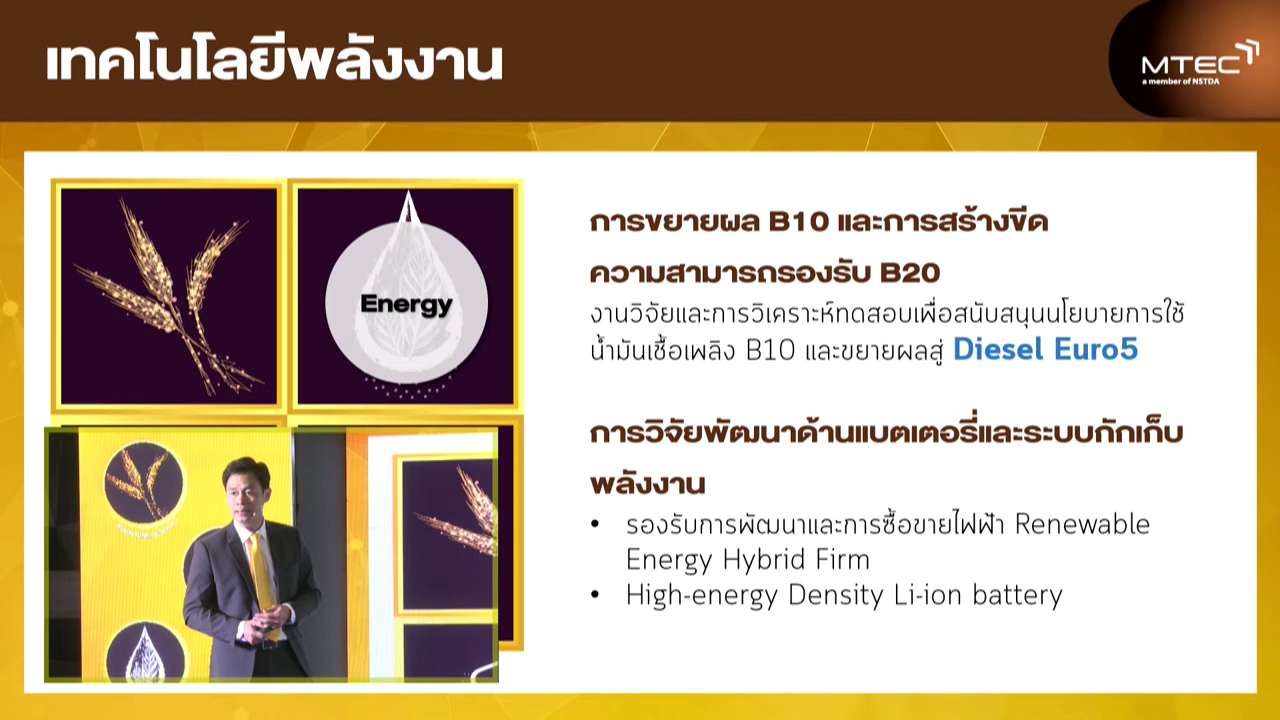 เทคโนโลยีพลังงาน
MTEC
a member of NSTDA
Energy
การขยายผล B10 และการสร้างขีด
ความสามารถรองรับ B20
งานวิจัยและการวิเคราะห์ทดสอบเพื่อสนับสนุนนโยบายการใช้
น้ำมันเชื้อเพลิง B10 และขยายผลสู่ Diesel Euro5
การวิจัยพัฒนาด้านแบตเตอรี่และระบบกักเก็บ
พลังงาน
• รองรับการพัฒนาและการซื้อขายไฟฟ้า Renewable
Energy Hybrid Firm
• High-energy Density Li-ion battery